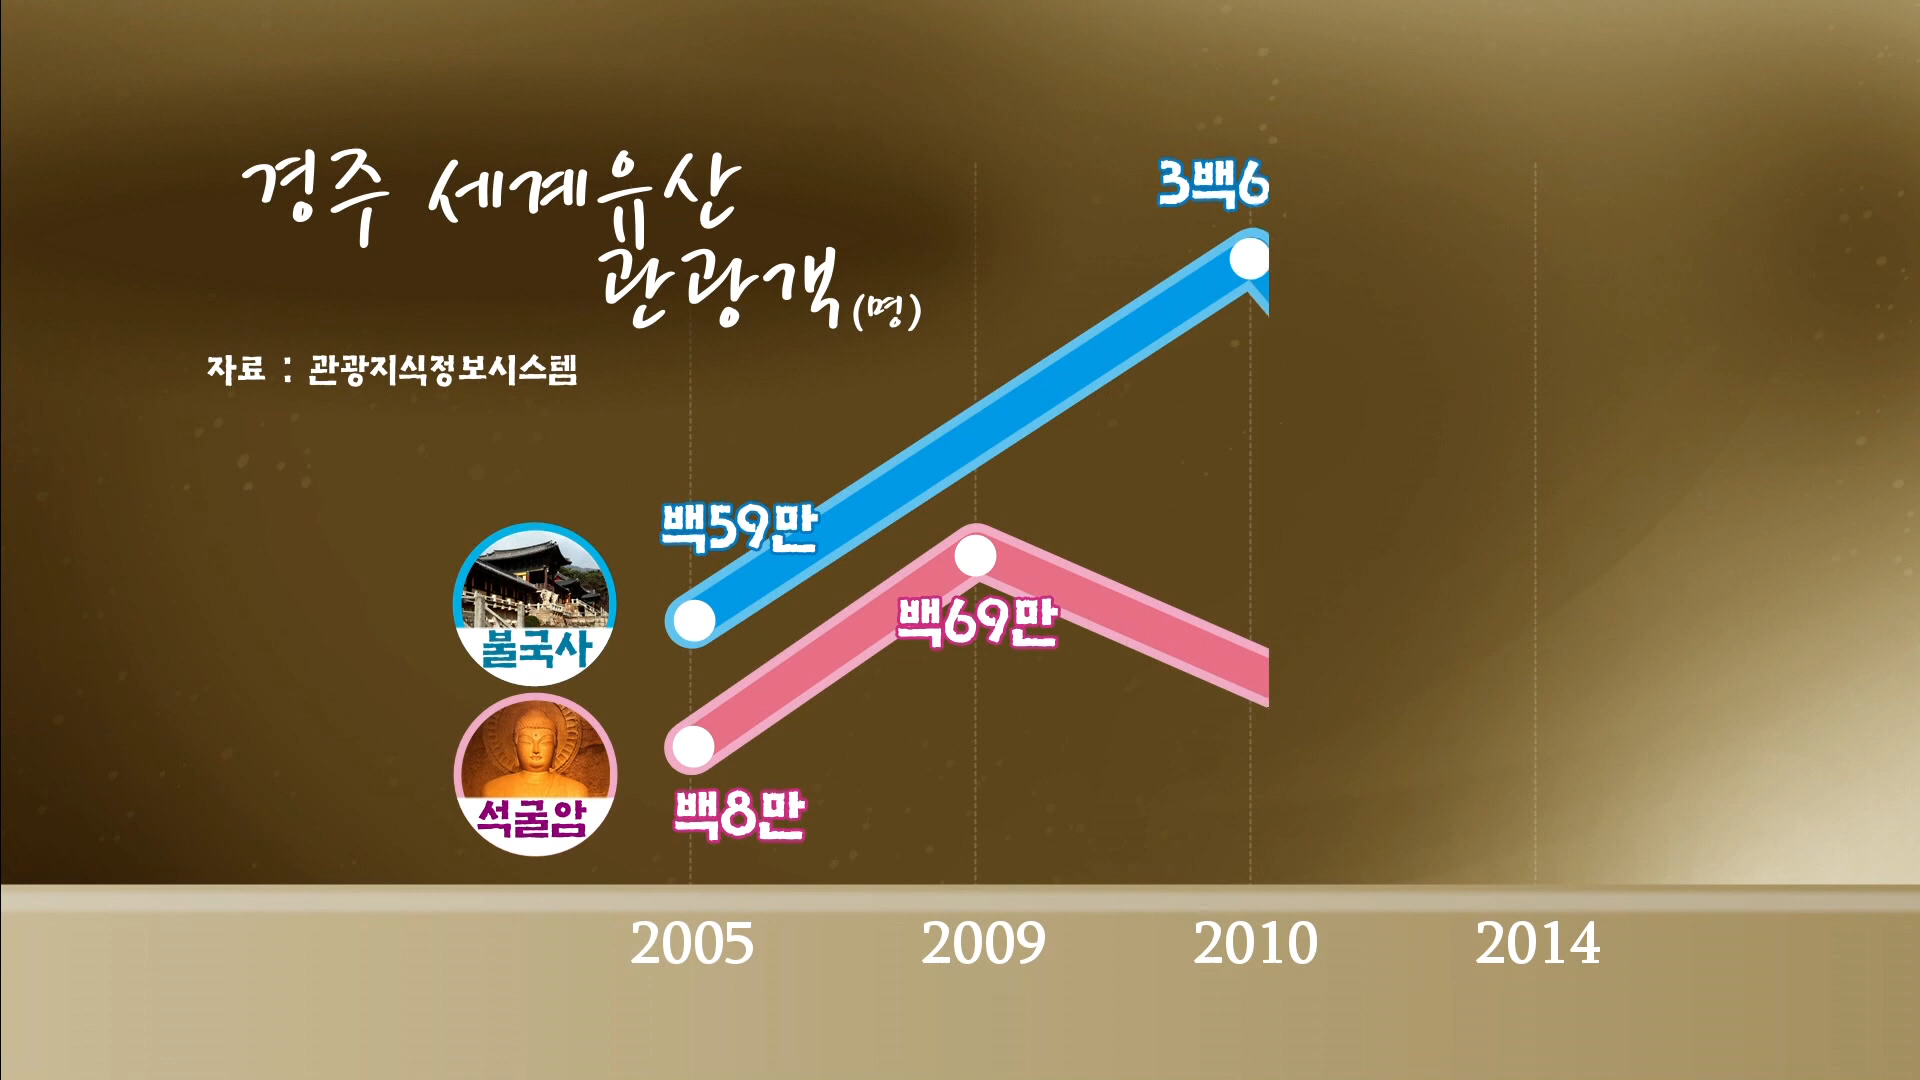 경주 세계유산
관광객(명)
자료 : 관광지식정보시스템
3백6
백59만
백69만
불국사
석굴암
백8만
2005 2009 2010 2014